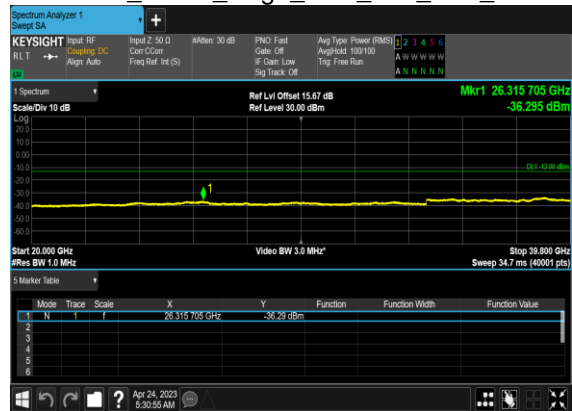 Spectrum Analyzer 1
Swept SA
+
KEYSIGHT Input: RF Input Z: 50 Ω #Atten: 30 dB PNO: Fast Avg Type: Power (RMS) 1 2 3 4 5 6
RLT Coupling: DC Corr CCorr Gate: Off Avg|Hold: 100/100 A W W W W W
Align: Auto Freq Ref: Int (S) IF Gain: Low Trig: Free Run
LW Sig Track: Off A N N N N N
1 Spectrum Ref Lvl Offset 15.67 dB Mkr1 26.315 705 GHz
Scale/Div 10 dB Ref Level 30.00 dBm -36.295 dBm
Log
20.0
10.0
0.00
-10.0
DL1 -13.00 dBm
-20.0
-30.0
1
-40.0
-50.0
-60.0
Start 20.000 GHz Video BW 3.0 MHz* Stop 39.800 GHz
#Res BW 1.0 MHz Sweep 34.7 ms (40001 pts)
5 Marker Table
Mode Trace Scale X Y Function Function Width Function Value
1 N 1 f 26.315 705 GHz -36.29 dBm
2
3
4
5
6
? Apr 24, 2023
5:30:55 AM